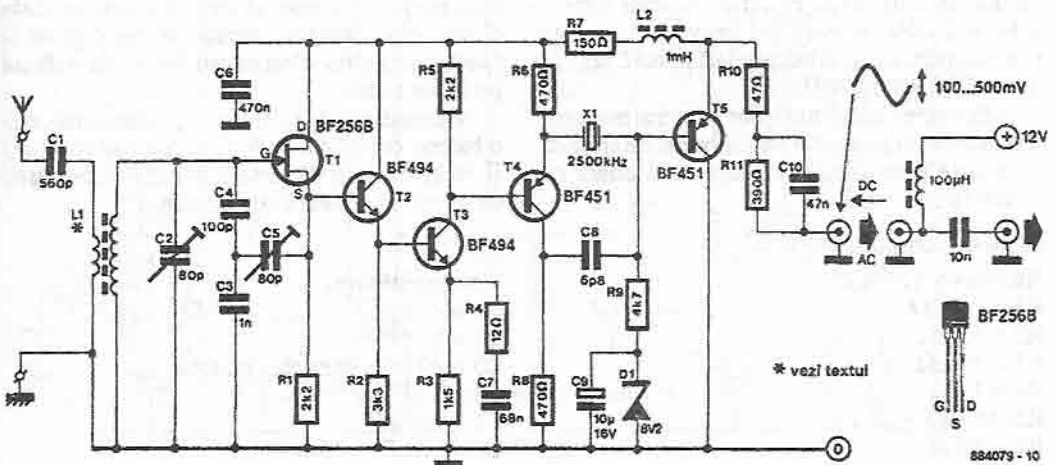 C1
560p
L1
*
C2
80p
C6
470n
C4
100p
C5
80p
C3
1n
BF256B
D
G
S
T1
R1
2k2
BF494
T2
R2
3k3
R5
2k2
T3
BF494
R3
1k5
R4
12Ω
C7
68n
R6
470Ω
T4
BF451
R8
470Ω
C8
6p8
X1
2500kHz
R7
150Ω
L2
1mH
T5
BF451
R9
4k7
C9
10µ
16V
D1
8V2
R10
47Ω
R11
390Ω
C10
47n
100...500mV
DC
AC
100µH
+
12V
10n
BF256B
G
S
D
* vezi textul
0
884079 - 10